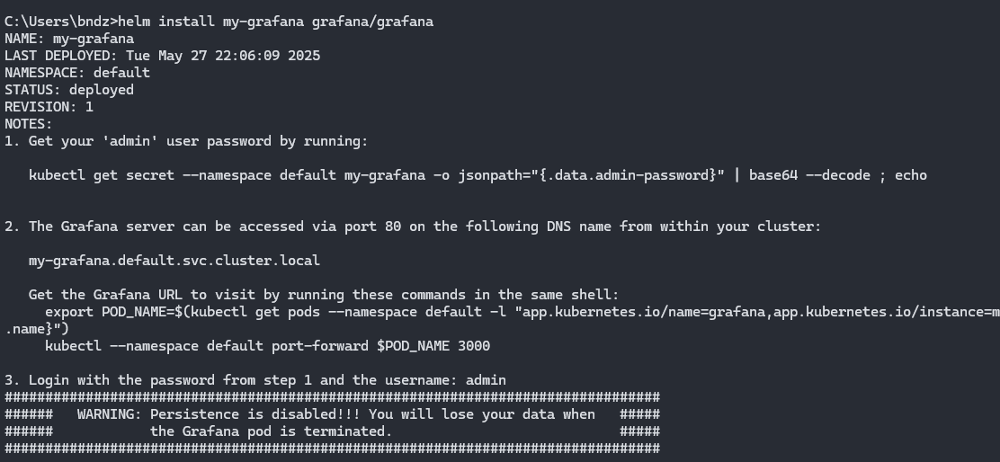 C:\Users\bndz>helm install my-grafana grafana/grafana
NAME: my-grafana
LAST DEPLOYED: Tue May 27 22:06:09 2025
NAMESPACE: default
STATUS: deployed
REVISION: 1
NOTES:
1. Get your 'admin' user password by running:
kubectl get secret --namespace default my-grafana -o jsonpath="{.data.admin-password}" | base64 --decode ; echo
2. The Grafana server can be accessed via port 80 on the following DNS name from within your cluster:
my-grafana.default.svc.cluster.local
Get the Grafana URL to visit by running these commands in the same shell:
export POD_NAME=$(kubectl get pods --namespace default -l "app.kubernetes.io/name=grafana,app.kubernetes.io/instance=m
.name}")
kubectl --namespace default port-forward $POD_NAME 3000
3. Login with the password from step 1 and the username: admin
#################################################################################
######   WARNING: Persistence is disabled!!! You will lose your data when   #####
######            the Grafana pod is terminated.                            #####
#################################################################################